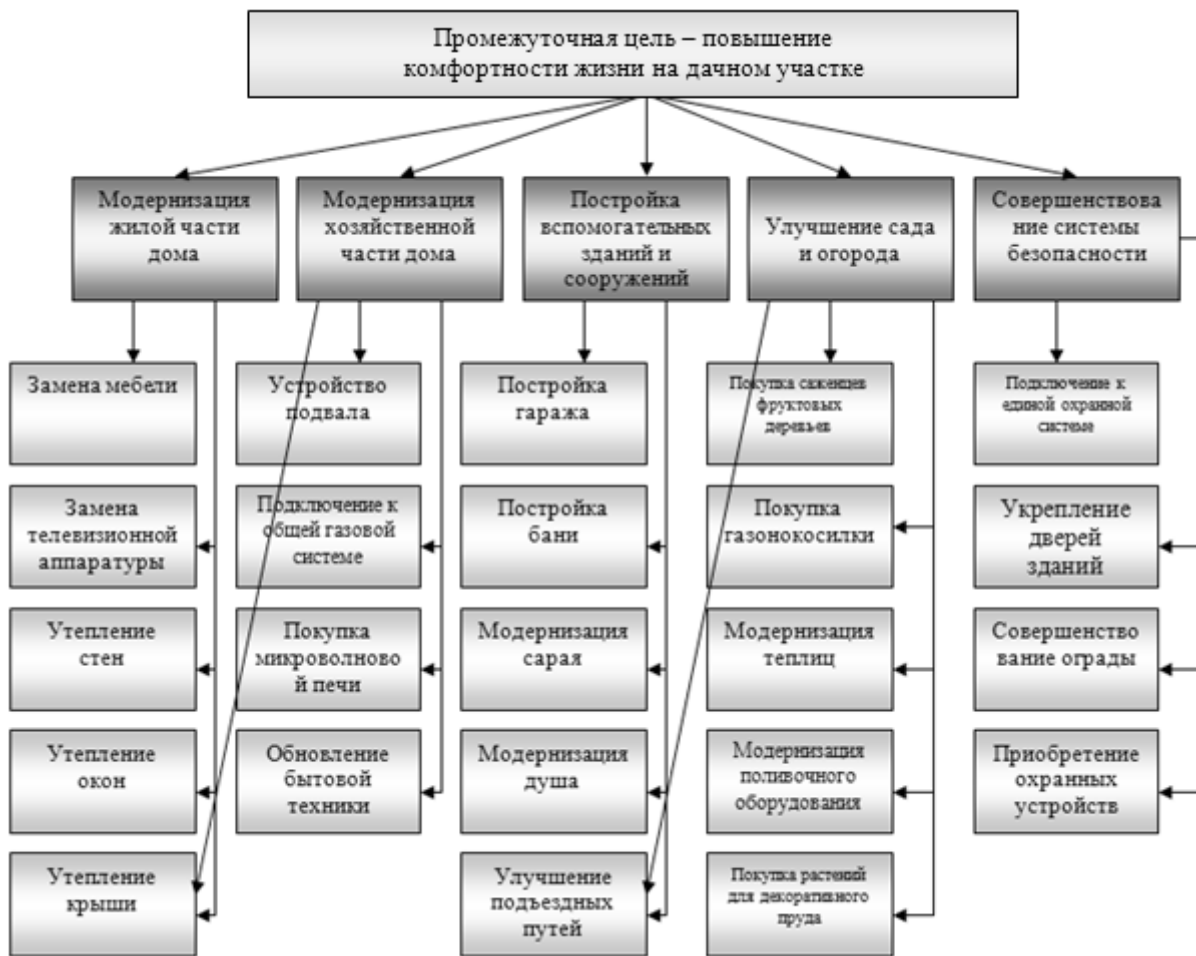 Промежуточная цель – повышение
комфортности жизни на дачном участке
Модернизация
жилой части
дома
Модернизация
хозяйственной
части дома
Постройка
вспомогательных
зданий и
сооружений
Улучшение сада
и огорода
Совершенствова
ние системы
безопасности
Замена мебели
Устройство
подвала
Постройка
гаража
Покупка саженцев
фруктовых
деревьев
Подключение к
единой охранной
системе
Замена
телевизионной
аппаратуры
Подключение к
общей газовой
системе
Постройка
бани
Покупка
газонокосилки
Укрепление
дверей
зданий
Утепление
стен
Покупка
микроволново
й печи
Модернизация
сарая
Модернизация
теплиц
Совершенство
вание ограды
Утепление
окон
Обновление
бытовой
техники
Модернизация
душа
Модернизация
поливочного
оборудования
Приобретение
охранных
устройств
Утепление
крыши
Улучшение
подъездных
путей
Покупка растений
для декоративного
пруда